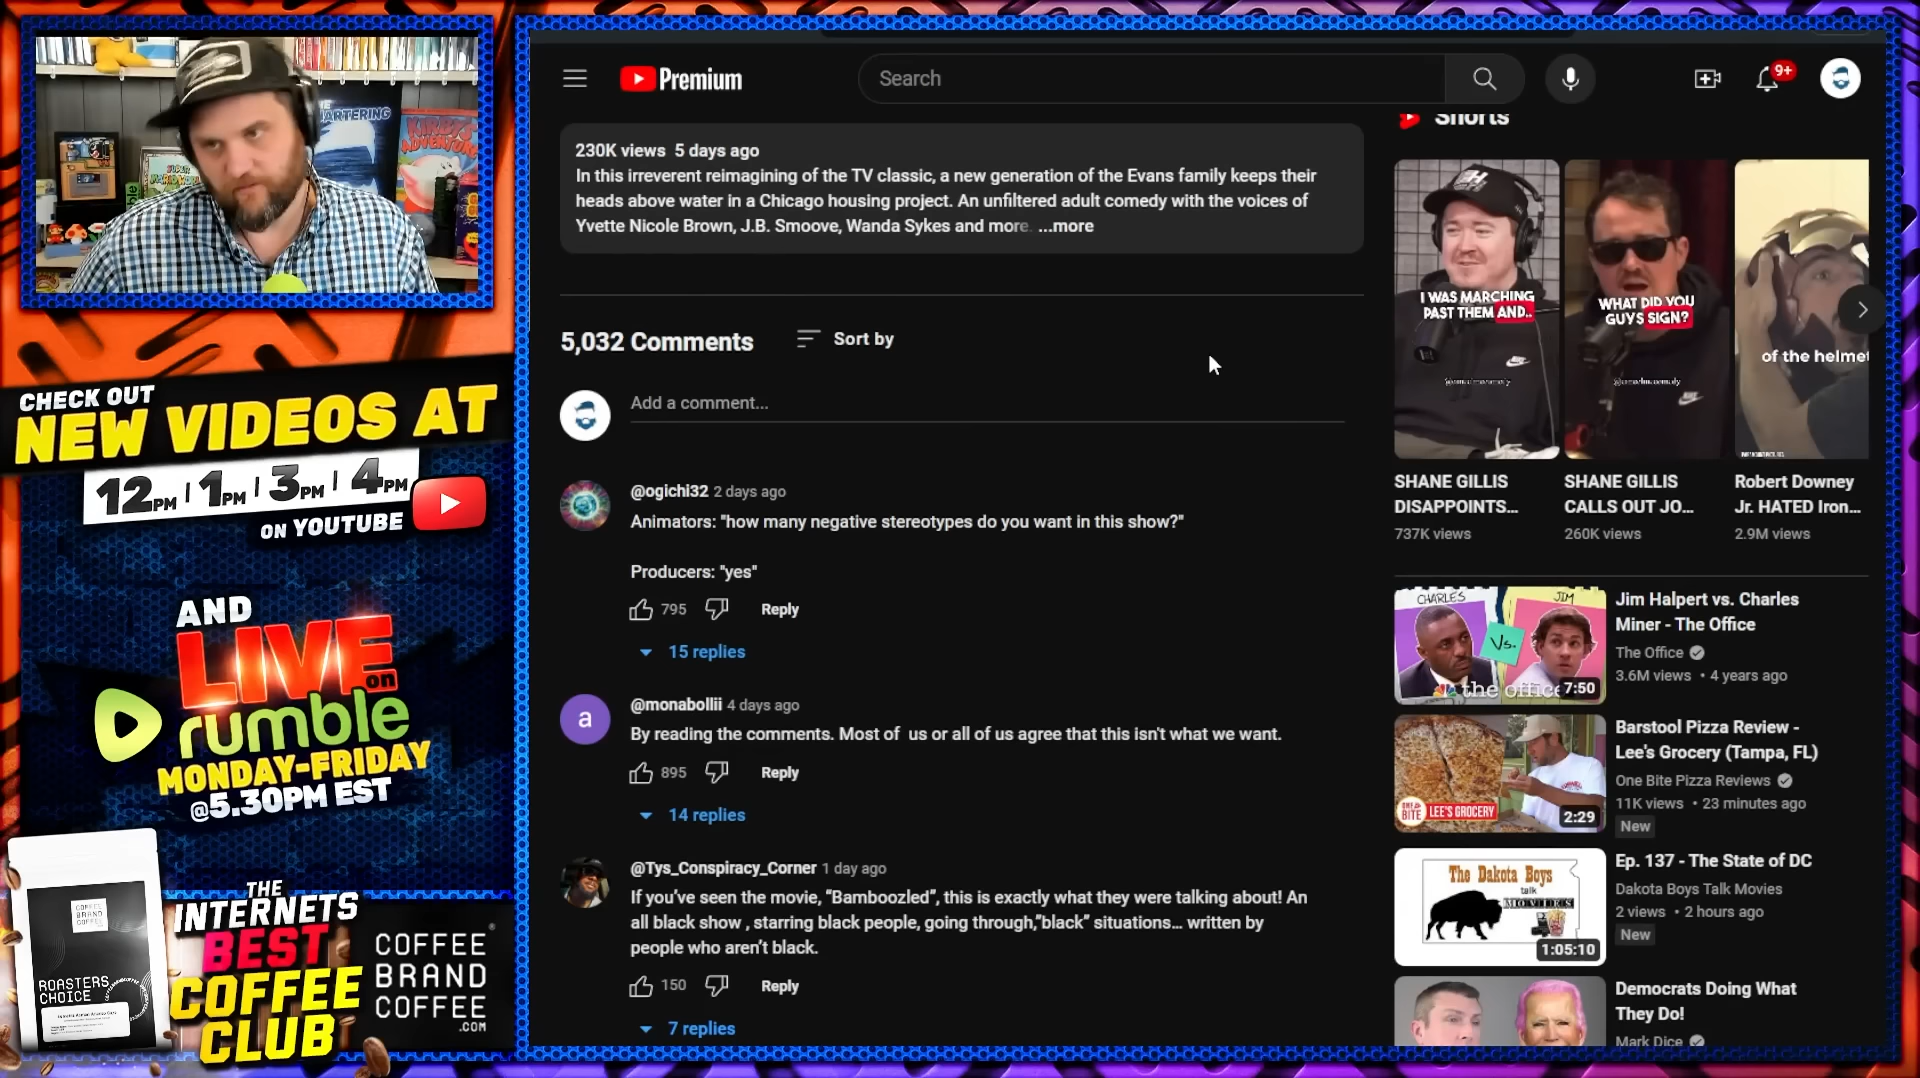 ARTERING
KIRBY'S
ADVENTURE
CHECK OUT
NEW VIDEOS AT
12PM | 1PM | 3PM | 4PM
ON YOUTUBE
AND
LIVE
on
rumble
MONDAY-FRIDAY
@5.30PM EST
THE
INTERNETS
BEST
COFFEE
CLUB
COFFEE
BRAND
COFFEE
.COM
COFFEE
BRAND
COFFEE
ROASTERS
CHOICE
Premium
Search
9+
230K views 5 days ago
In this irreverent reimagining of the TV classic, a new generation of the Evans family keeps their
heads above water in a Chicago housing project. An unfiltered adult comedy with the voices of
Yvette Nicole Brown, J.B. Smoove, Wanda Sykes and more. ...more
5,032 Comments
Sort by
Add a comment...
@ogichi32 2 days ago
Animators: "how many negative stereotypes do you want in this show?"
Producers: "yes"
795 Reply
15 replies
a
@monabollii 4 days ago
By reading the comments. Most of us or all of us agree that this isn't what we want.
895 Reply
14 replies
@Tys_Conspiracy_Corner 1 day ago
If you've seen the movie, “Bamboozled”, this is exactly what they were talking about! An
all black show , starring black people, going through,”black” situations... written by
people who aren't black.
150 Reply
7 replies
Shorts
I WAS MARCHING
PAST THEM AND..
WHAT DID YOU
GUYS SIGN?
of the helmet
SHANE GILLIS
DISAPPOINTS...
737K views
SHANE GILLIS
CALLS OUT JO...
260K views
Robert Downey
Jr. HATED Iron...
2.9M views
CHARLES
JIM
Vs.
the office
7:50
Jim Halpert vs. Charles
Miner - The Office
The Office
3.6M views • 4 years ago
ONE
BITE
LEE'S GROCERY
2:29
Barstool Pizza Review -
Lee's Grocery (Tampa, FL)
One Bite Pizza Reviews
11K views • 23 minutes ago
New
The Dakota Boys
talk
MOVIES
1:05:10
Ep. 137 - The State of DC
Dakota Boys Talk Movies
2 views • 2 hours ago
New
Democrats Doing What
They Do!
Mark Dice